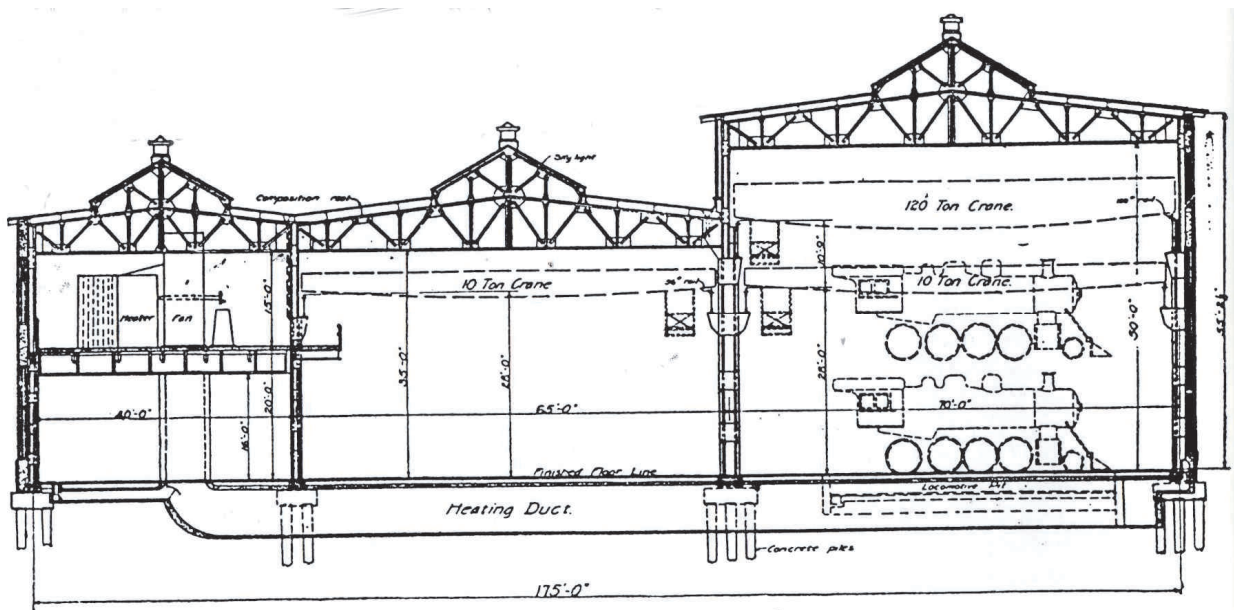 Sky light
Composition roof
120 Ton Crane.
10 Ton Crane
10 Ton Crane.
Heater
Fan
15'-0"
10'-0"
35'-0"
28'-0"
28'-0"
50'-0"
20'-0"
16'-0"
40'-0"
65'-0"
70'-0"
Finished Floor Line
Locomotive Pit
Heating Duct.
Concrete piles
175'-0"